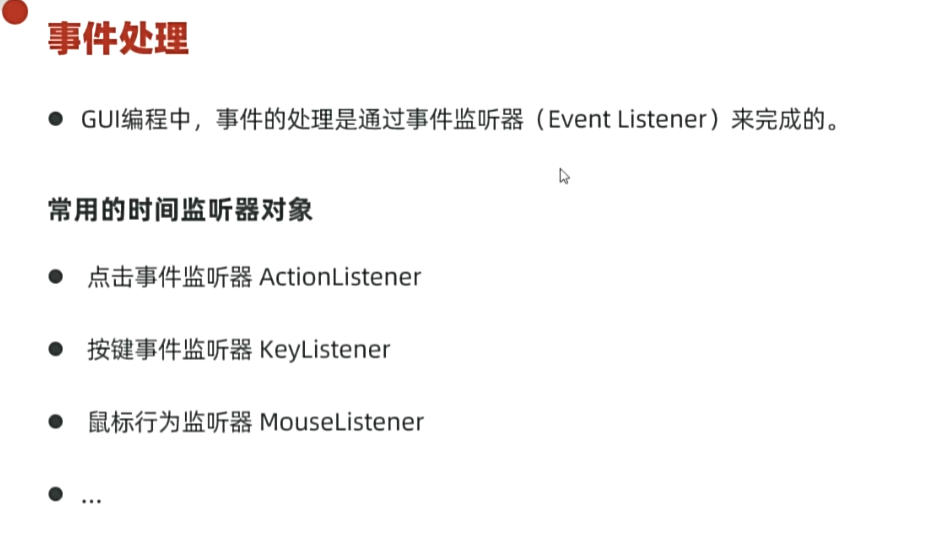 事件处理
● GUI编程中，事件的处理是通过事件监听器（Event Listener）来完成的。
常用的时间监听器对象
● 点击事件监听器 ActionListener
● 按键事件监听器 KeyListener
● 鼠标行为监听器 MouseListener
● ...